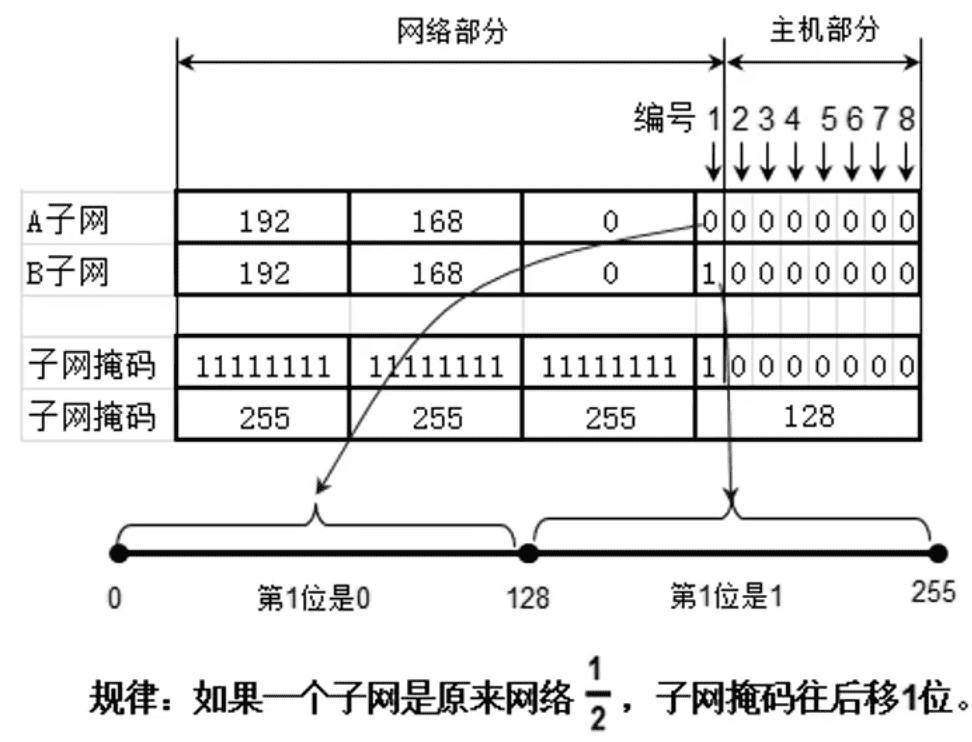 网络部分 主机部分
编号 1 2 3 4 5 6 7 8
A子网 192 168 0 0 0 0 0 0 0 0 0
B子网 192 168 0 1 0 0 0 0 0 0 0
子网掩码 11111111 11111111 11111111 1 0 0 0 0 0 0 0
子网掩码 255 255 255 128
0 第1位是0 128 第1位是1 255
规律：如果一个子网是原来网络 1/2 ，子网掩码往后移1位。